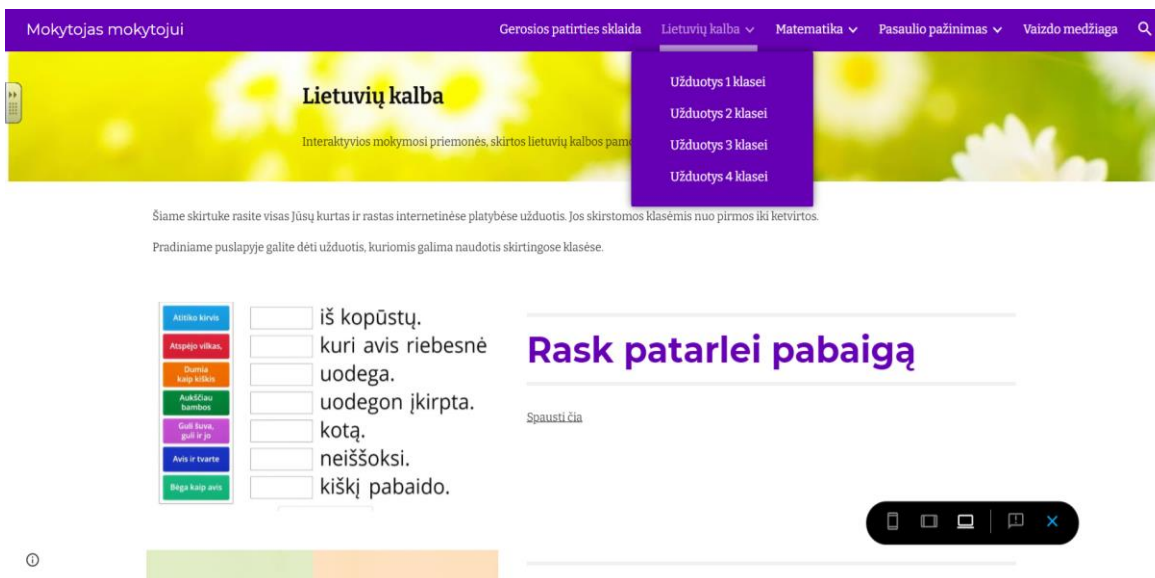 Mokytojas mokytojui
Gerosios patirties sklaida
Lietuvių kalba
Matematika
Pasaulio pažinimas
Vaizdo medžiaga
Užduotys 1 klasei
Užduotys 2 klasei
Užduotys 3 klasei
Užduotys 4 klasei
Lietuvių kalba
Interaktyvios mokymosi priemonės, skirtos lietuvių kalbos
Šiame skirtuke rasite visas Jūsų kurtas ir rastas internetinėse platybėse užduotis. Jos skirstomos klasėmis nuo pirmos iki ketvirtos.
Pradiniame puslapyje galite dėti užduotis, kuriomis galima naudotis skirtingose klasėse.
Atitiko kirvis
Atspėjo vilkas,
Dumia
kaip kiškis
Aukščiau
bambos
Guli šuva,
guli ir jo
Avis ir tvarte
Bėga kaip avis
iš kopūstų.
kuri avis riebesnė
uodega.
uodegon įkirpta.
kotą.
neiššoksi.
kiškį pabaido.
Rask patarlei pabaigą
Spausti čia